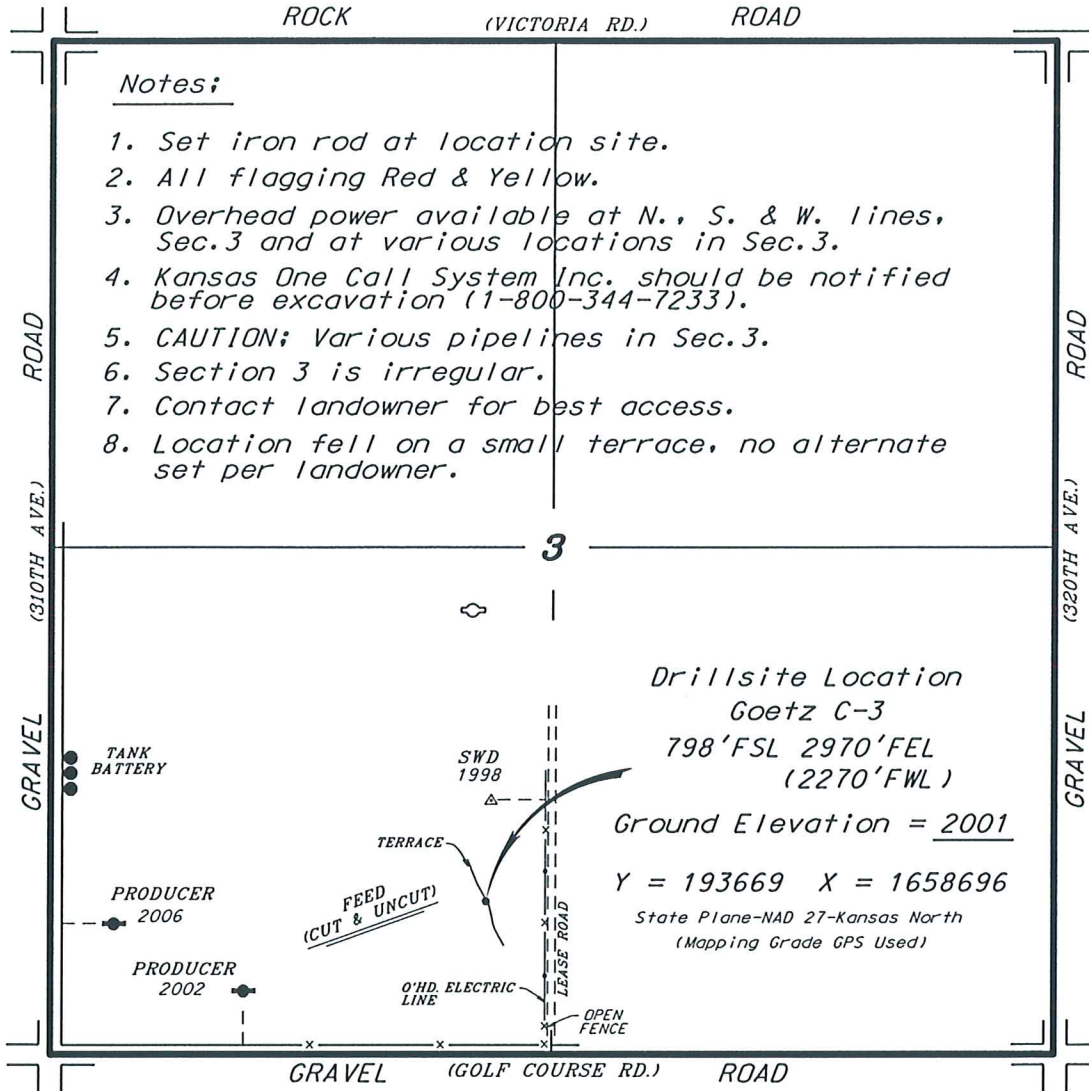 ROCK (VICTORIA RD.) ROAD
Notes:
1. Set iron rod at location site.
2. All flagging Red & Yellow.
3. Overhead power available at N., S. & W. lines,
Sec.3 and at various locations in Sec.3.
4. Kansas One Call System Inc. should be notified
before excavation (1-800-344-7233).
5. CAUTION: Various pipelines in Sec.3.
6. Section 3 is irregular.
7. Contact landowner for best access.
8. Location fell on a small terrace, no alternate
set per landowner.
GRAVEL (310TH AVE.) ROAD
GRAVEL (320TH AVE.) ROAD
3
Drillsite Location
Goetz C-3
798'FSL 2970'FEL
(2270'FWL)
Ground Elevation = 2001
Y = 193669 X = 1658696
State Plane-NAD 27-Kansas North
(Mapping Grade GPS Used)
TANK
BATTERY
SWD
1998
TERRACE
FEED
(CUT & UNCUT)
PRODUCER
2006
PRODUCER
2002
O'HD. ELECTRIC
LINE
LEASE ROAD
OPEN
FENCE
GRAVEL (GOLF COURSE RD.) ROAD